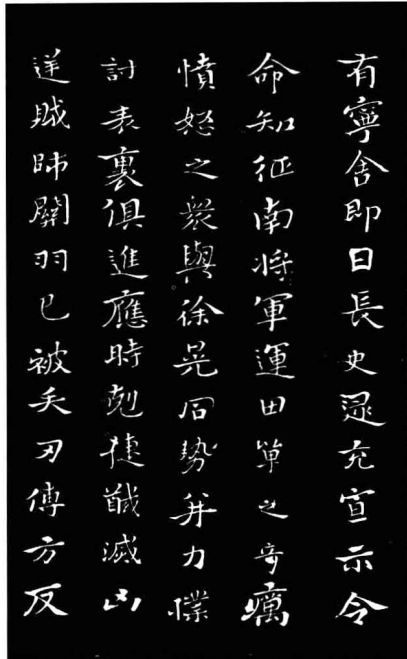 有寧舍即日長史逯充宣示令
命知征南將軍運田單之奇厲
憤怒之衆與徐晃同勢并力撲
討表裏俱進應時剋捷馘滅凶
逆賊帥關羽已被矢刃傅方反